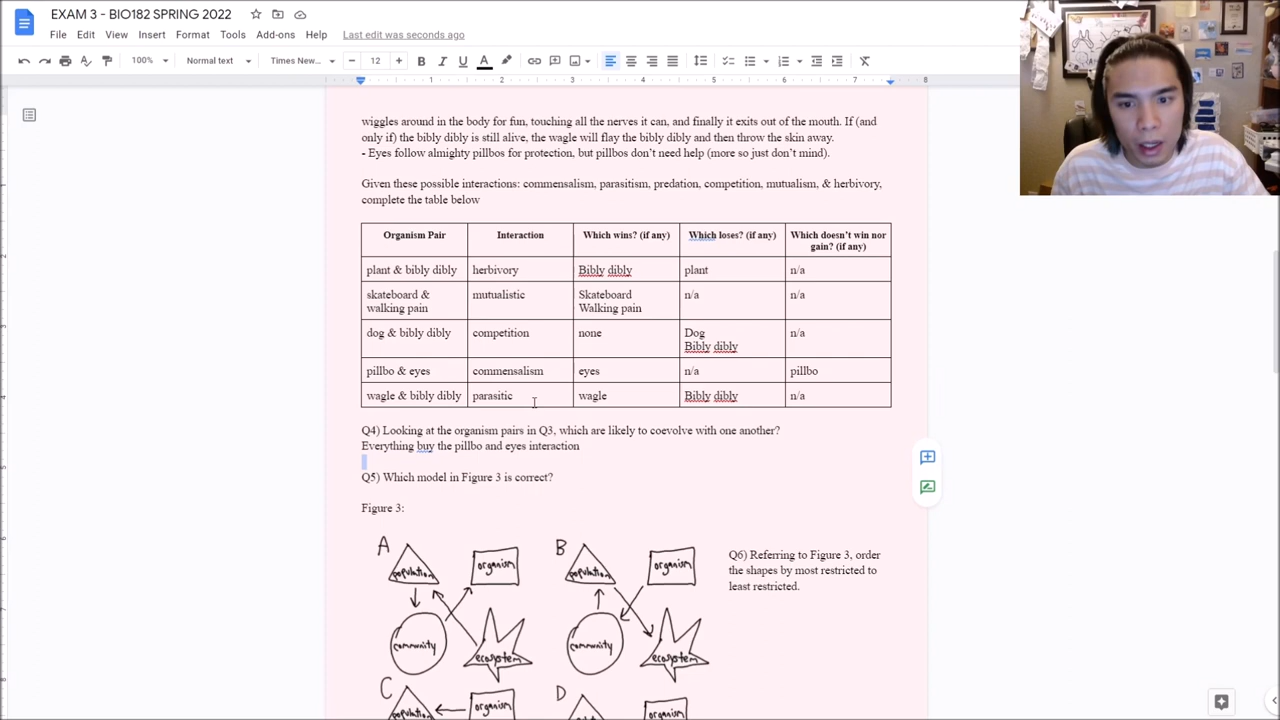 EXAM 3 - BIO182 SPRING 2022
File Edit View Insert Format Tools Add-ons Help Last edit was seconds ago
100% Normal text Times New... 12 B I U A
1 2 3 4 5 6 7 8
wiggles around in the body for fun, touching all the nerves it can, and finally it exits out of the mouth. If (and
only if) the bibly dibly is still alive, the wagle will flay the bibly dibly and then throw the skin away.
- Eyes follow almighty pillbos for protection, but pillbos don't need help (more so just don't mind).
Given these possible interactions: commensalism, parasitism, predation, competition, mutualism, & herbivory,
complete the table below
Organism Pair Interaction Which wins? (if any) Which loses? (if any) Which doesn't win nor
gain? (if any)
plant & bibly dibly herbivory Bibly dibly plant n/a
skateboard & mutualistic Skateboard n/a n/a
walking pain Walking pain
dog & bibly dibly competition none Dog n/a
Bibly dibly
pillbo & eyes commensalism eyes n/a pillbo
wagle & bibly dibly parasitic wagle Bibly dibly n/a
Q4) Looking at the organism pairs in Q3, which are likely to coevolve with one another?
Everything buy the pillbo and eyes interaction
Q5) Which model in Figure 3 is correct?
Figure 3:
A B
population organism population organism
Q6) Referring to Figure 3, order
the shapes by most restricted to
least restricted.
community ecosystem community ecosystem
C D
population organism organism